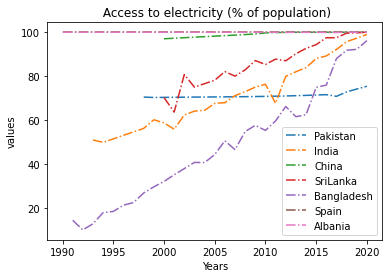 Access to electricity (% of population)
values
100
80
60
40
20
1990 1995 2000 2005 2010 2015 2020
Years
Pakistan
India
China
SriLanka
Bangladesh
Spain
Albania